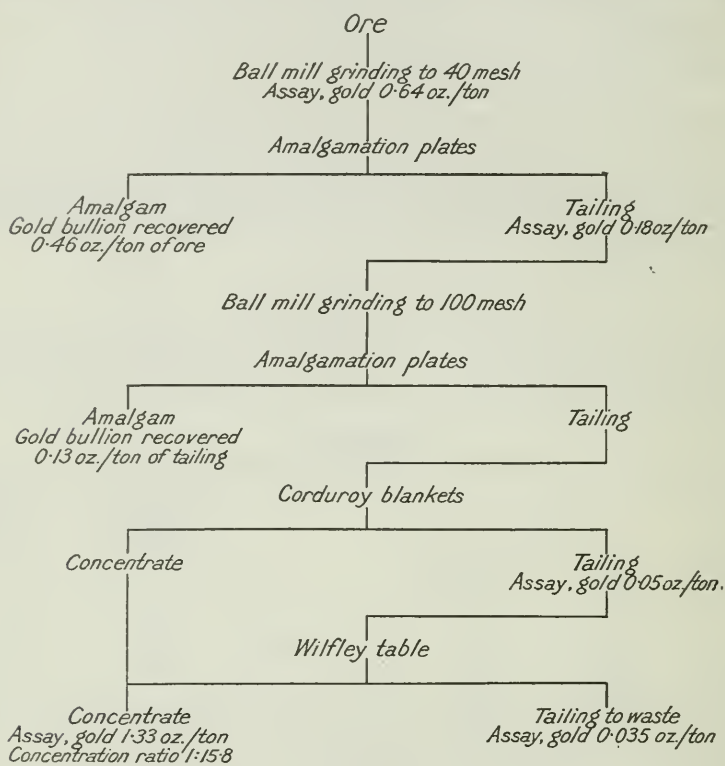 Ore
Ball mill grinding to 40 mesh
Assay, gold 0·64 oz./ton
Amalgamation plates
Amalgam
Gold bullion recovered
0·46 oz./ton of ore
Tailing
Assay, gold 0·18 oz/ton
Ball mill grinding to 100 mesh
Amalgamation plates
Amalgam
Gold bullion recovered
0·13 oz./ton of tailing
Tailing
Corduroy blankets
Concentrate
Tailing
Assay, gold 0·05 oz/ton.
Wilfley table
Concentrate
Assay, gold 1·33 oz./ton
Concentration ratio 1:15·8
Tailing to waste
Assay, gold 0·035 oz/ton